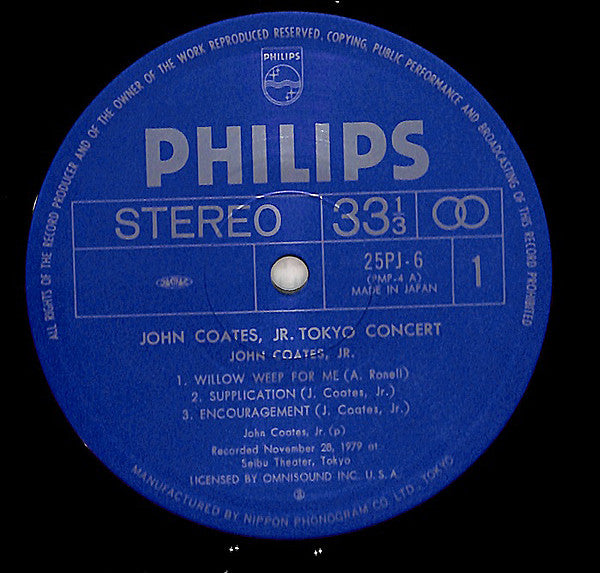 ALL RIGHTS OF THE RECORD PRODUCER AND OF THE OWNER OF THE WORK REPRODUCED RESERVED. COPYING, PUBLIC PERFORMANCE AND BROADCASTING OF THIS RECORD PROHIBITED
PHILIPS
PHILIPS
STEREO 33 1/3
25PJ-6
(PMP-4 A)
MADE IN JAPAN
1
JOHN COATES, JR. TOKYO CONCERT
JOHN COATES, JR.
1. WILLOW WEEP FOR ME (A. Ronell)
2. SUPPLICATION (J. Coates, Jr.)
3. ENCOURAGEMENT (J. Coates, Jr.)
John Coates, Jr. (p)
Recorded November 28, 1979 at
Seibu Theater, Tokyo
LICENSED BY OMNISOUND INC. U.S.A.
MANUFACTURED BY NIPPON PHONOGRAM CO., LTD., TOKYO